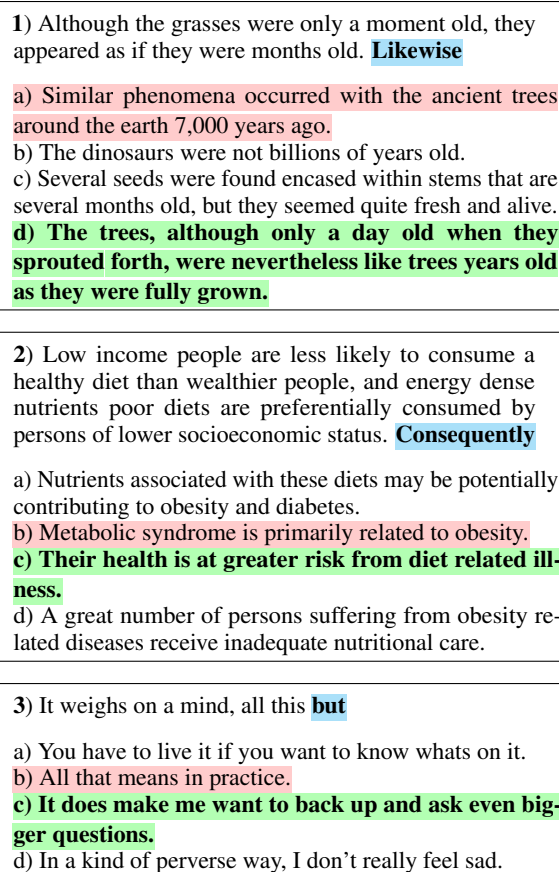 1) Although the grasses were only a moment old, they
appeared as if they were months old. Likewise
a) Similar phenomena occurred with the ancient trees
around the earth 7,000 years ago.
b) The dinosaurs were not billions of years old.
c) Several seeds were found encased within stems that are
several months old, but they seemed quite fresh and alive.
d) The trees, although only a day old when they
sprouted forth, were nevertheless like trees years old
as they were fully grown.
2) Low income people are less likely to consume a
healthy diet than wealthier people, and energy dense
nutrients poor diets are preferentially consumed by
persons of lower socioeconomic status. Consequently
a) Nutrients associated with these diets may be potentially
contributing to obesity and diabetes.
b) Metabolic syndrome is primarily related to obesity.
c) Their health is at greater risk from diet related ill-
ness.
d) A great number of persons suffering from obesity re-
lated diseases receive inadequate nutritional care.
3) It weighs on a mind, all this but
a) You have to live it if you want to know whats on it.
b) All that means in practice.
c) It does make me want to back up and ask even big-
ger questions.
d) In a kind of perverse way, I don't really feel sad.